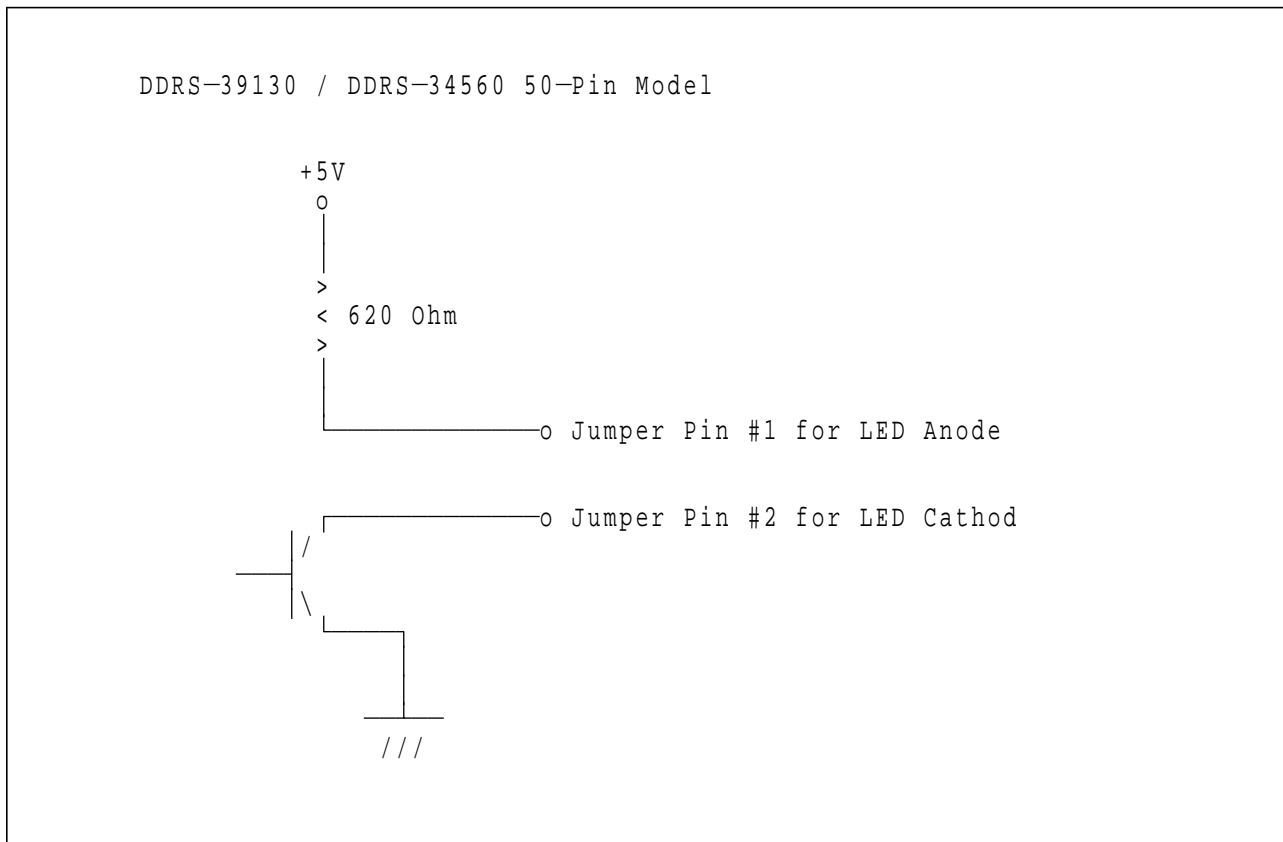 DDRS—39130 / DDRS—34560 50—Pin Model
+5V
620 Ohm
Jumper Pin #1 for LED Anode
Jumper Pin #2 for LED Cathod